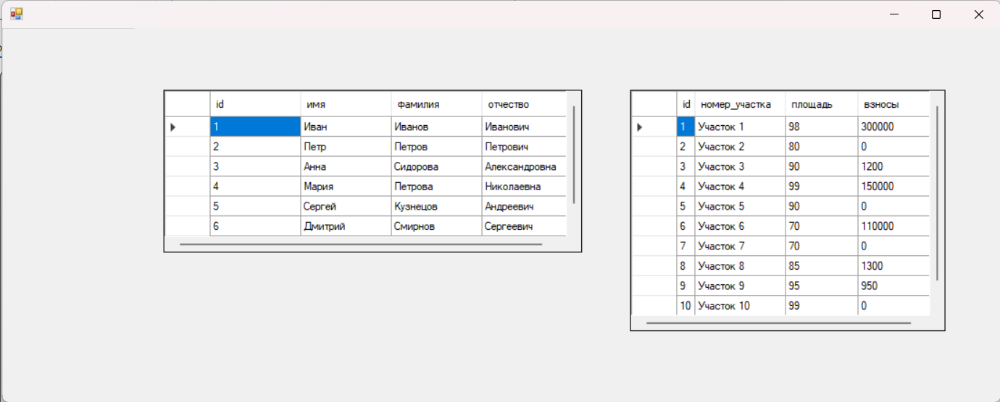 id имя фамилия отчество
1 Иван Иванов Иванович
2 Петр Петров Петрович
3 Анна Сидорова Александровна
4 Мария Петрова Николаевна
5 Сергей Кузнецов Андреевич
6 Дмитрий Смирнов Сергеевич
id номер_участка площадь взносы
1 Участок 1 98 300000
2 Участок 2 80 0
3 Участок 3 90 1200
4 Участок 4 99 150000
5 Участок 5 90 0
6 Участок 6 70 110000
7 Участок 7 70 0
8 Участок 8 85 1300
9 Участок 9 95 950
10 Участок 10 99 0